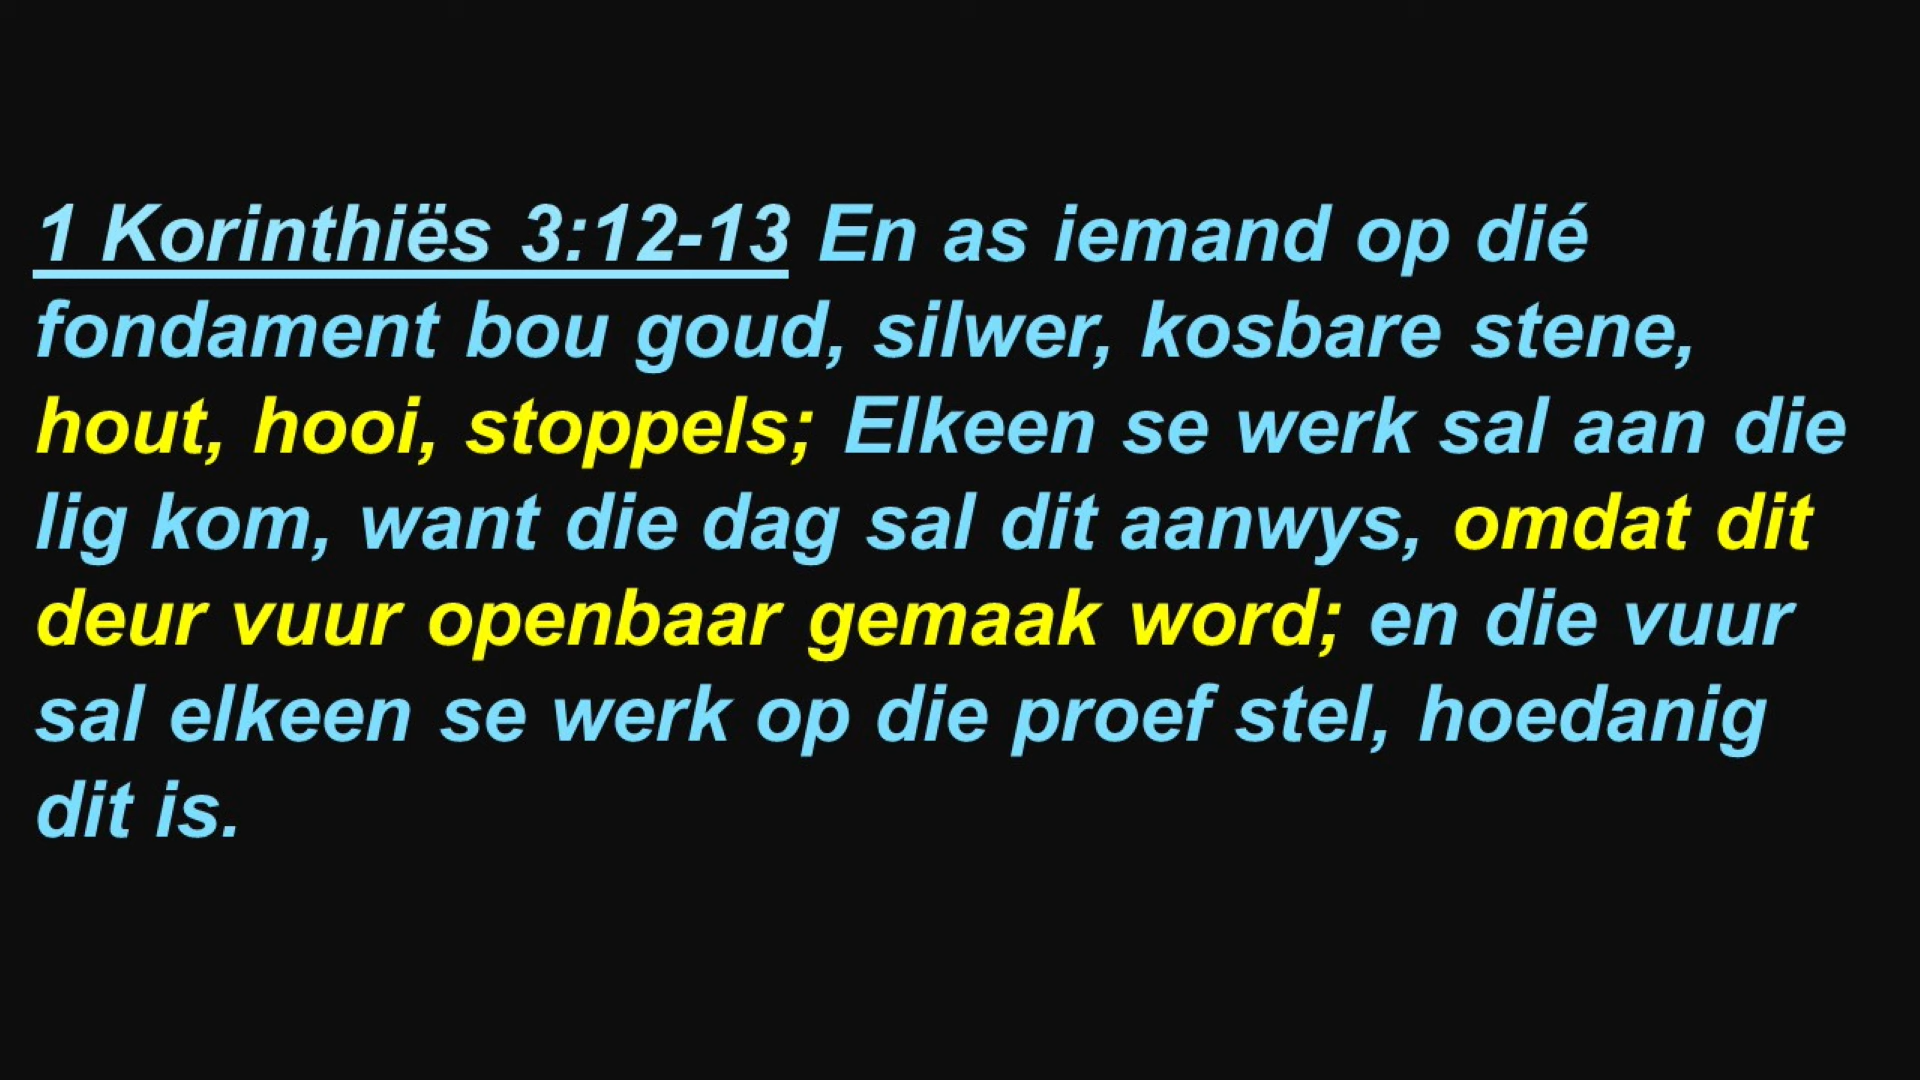 1 Korinthiës 3:12-13 En as iemand op dié
fondament bou goud, silwer, kosbare stene,
hout, hooi, stoppels; Elkeen se werk sal aan die
lig kom, want die dag sal dit aanwys, omdat dit
deur vuur openbaar gemaak word; en die vuur
sal elkeen se werk op die proef stel, hoedanig
dit is.